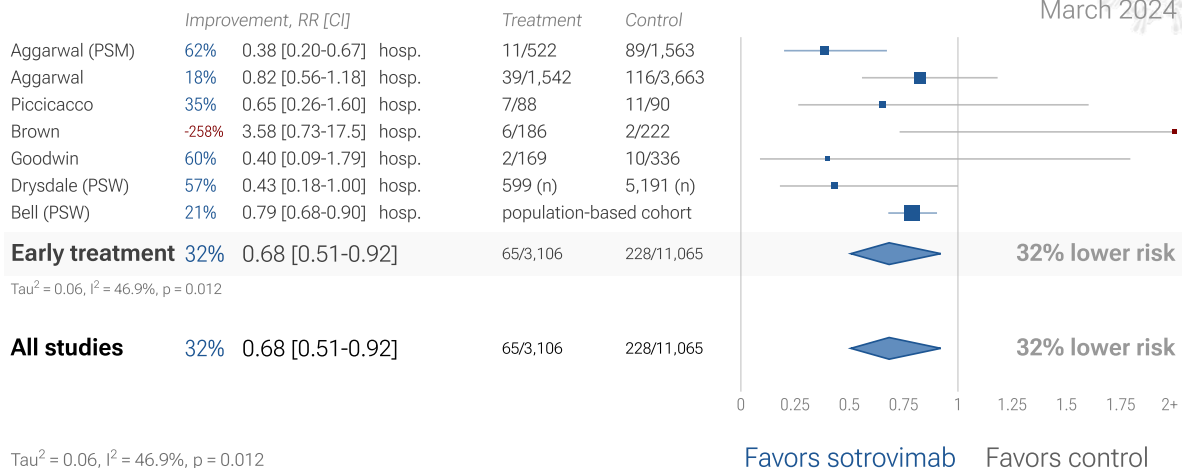 March 2024
Improvement, RR [CI] Treatment Control
Aggarwal (PSM) 62% 0.38 [0.20-0.67] hosp. 11/522 89/1,563
Aggarwal 18% 0.82 [0.56-1.18] hosp. 39/1,542 116/3,663
Piccicacco 35% 0.65 [0.26-1.60] hosp. 7/88 11/90
Brown -258% 3.58 [0.73-17.5] hosp. 6/186 2/222
Goodwin 60% 0.40 [0.09-1.79] hosp. 2/169 10/336
Drysdale (PSW) 57% 0.43 [0.18-1.00] hosp. 599 (n) 5,191 (n)
Bell (PSW) 21% 0.79 [0.68-0.90] hosp. population-based cohort
Early treatment 32% 0.68 [0.51-0.92] 65/3,106 228/11,065 32% lower risk
Tau² = 0.06, I² = 46.9%, p = 0.012
All studies 32% 0.68 [0.51-0.92] 65/3,106 228/11,065 32% lower risk
0 0.25 0.5 0.75 1 1.25 1.5 1.75 2+
Tau² = 0.06, I² = 46.9%, p = 0.012 Favors sotrovimab Favors control